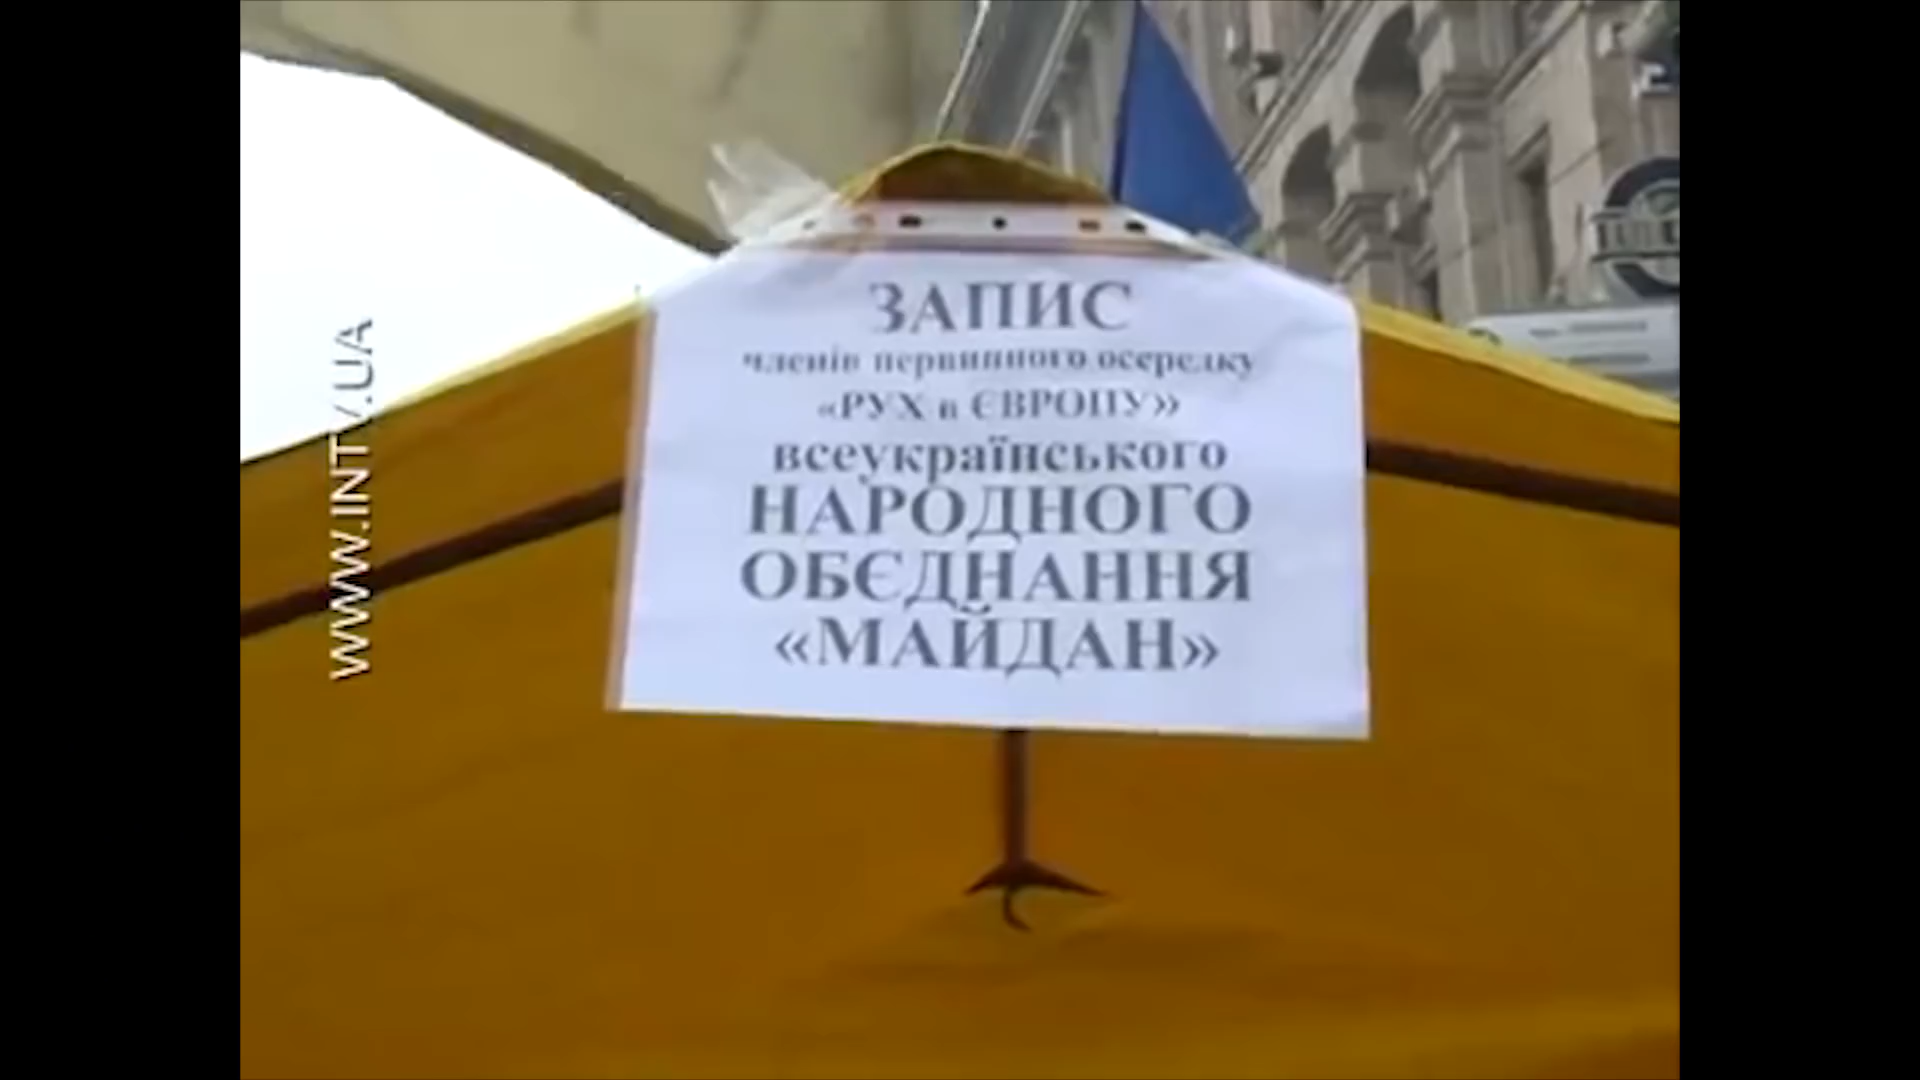 ЗАПИС
членів первинного осередку
«РУХ в ЄВРОПУ»
всеукраїнського
НАРОДНОГО
ОБЄДНАННЯ
«МАЙДАН»
WWW.INTV.UA